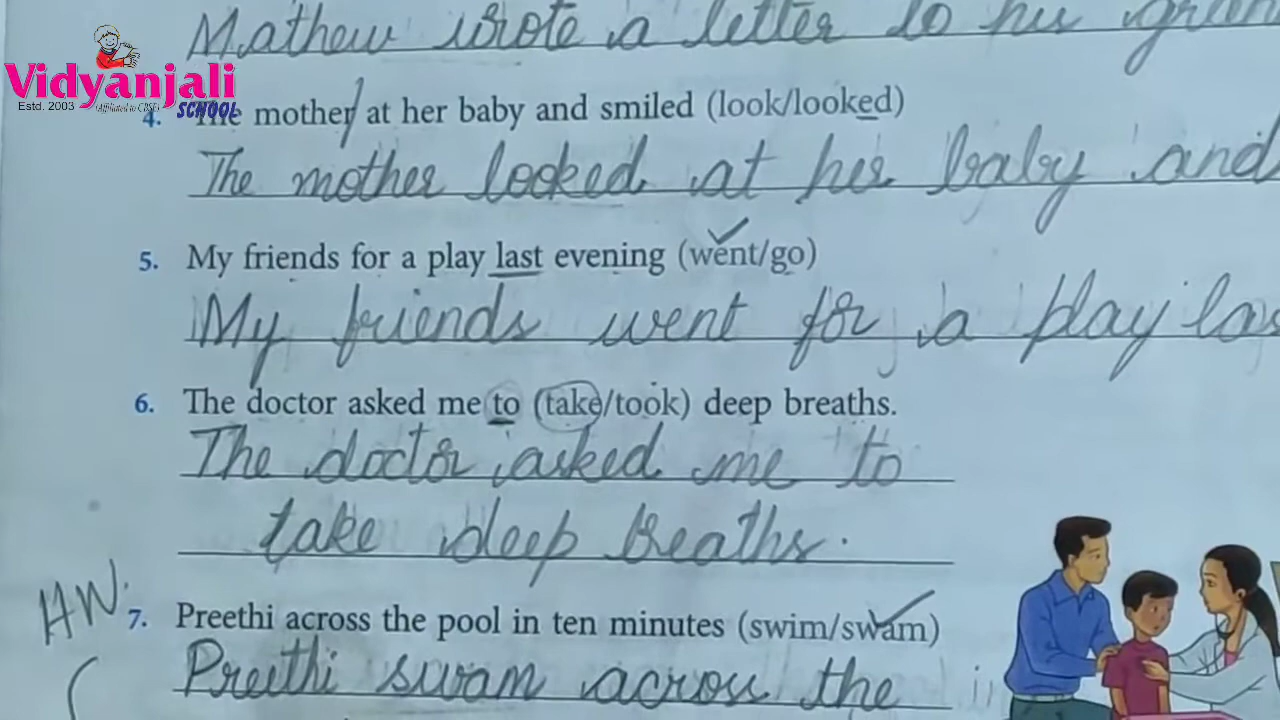 Mathew wrote a letter to his
Vidyanjali
Estd. 2003 (Affiliated to CBSE) SCHOOL
4. The mother at her baby and smiled (look/looked)
The mother looked at her baby and
5. My friends for a play last evening (went/go)
My friends went for a play las
6. The doctor asked me to (take/took) deep breaths.
The doctor asked me to
take deep breaths.
HW.
7. Preethi across the pool in ten minutes (swim/swam)
Preethi swam across the